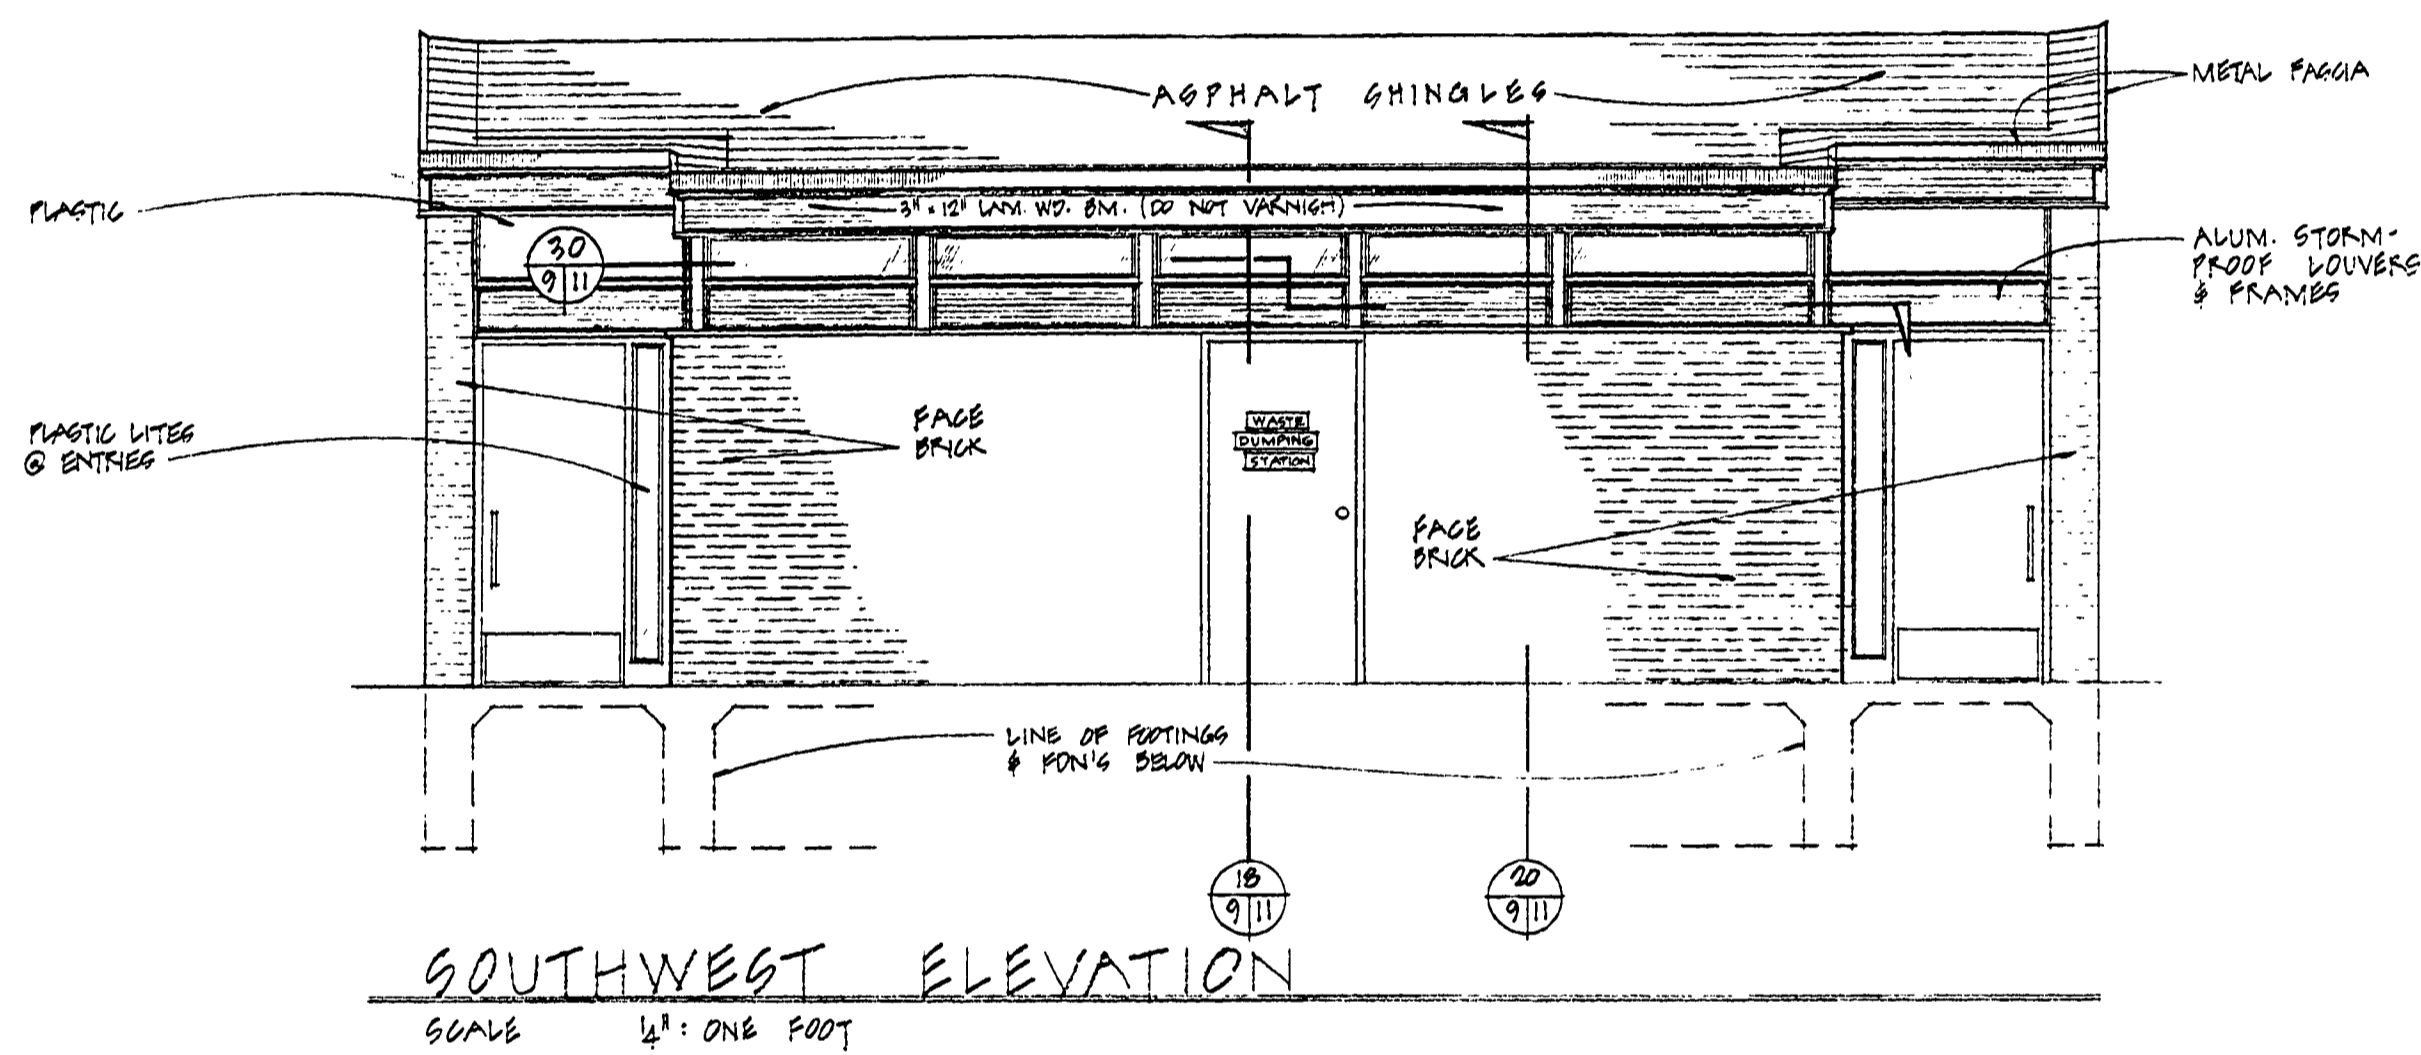 ASPHALT SHINGLES
METAL FASCIA
PLASTIC
3" x 12" LAM. WD. BM. (DO NOT VARNISH)
30
9 11
ALUM. STORM-
PROOF LOUVERS
& FRAMES
PLASTIC LITES
@ ENTRIES
FACE
BRICK
WASTE
DUMPING
STATION
FACE
BRICK
LINE OF FOOTINGS
& FDN'S BELOW
18
9 11
20
9 11
SOUTHWEST ELEVATION
SCALE 1/4": ONE FOOT